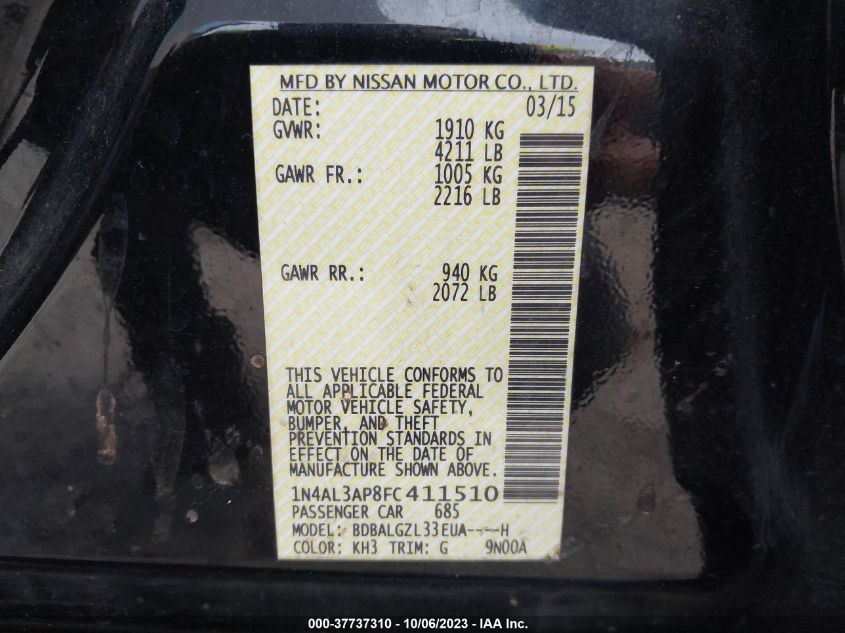 MFD BY NISSAN MOTOR CO., LTD.
DATE: 03/15
GVWR: 1910 KG
4211 LB
GAWR FR.: 1005 KG
2216 LB
GAWR RR.: 940 KG
2072 LB
THIS VEHICLE CONFORMS TO
ALL APPLICABLE FEDERAL
MOTOR VEHICLE SAFETY,
BUMPER, AND THEFT
PREVENTION STANDARDS IN
EFFECT ON THE DATE OF
MANUFACTURE SHOWN ABOVE.
1N4AL3AP8FC411510
PASSENGER CAR 685
MODEL: BDBALGZL33EUA----H
COLOR: KH3 TRIM: G 9N00A
000-37737310 - 10/06/2023 - IAA Inc.